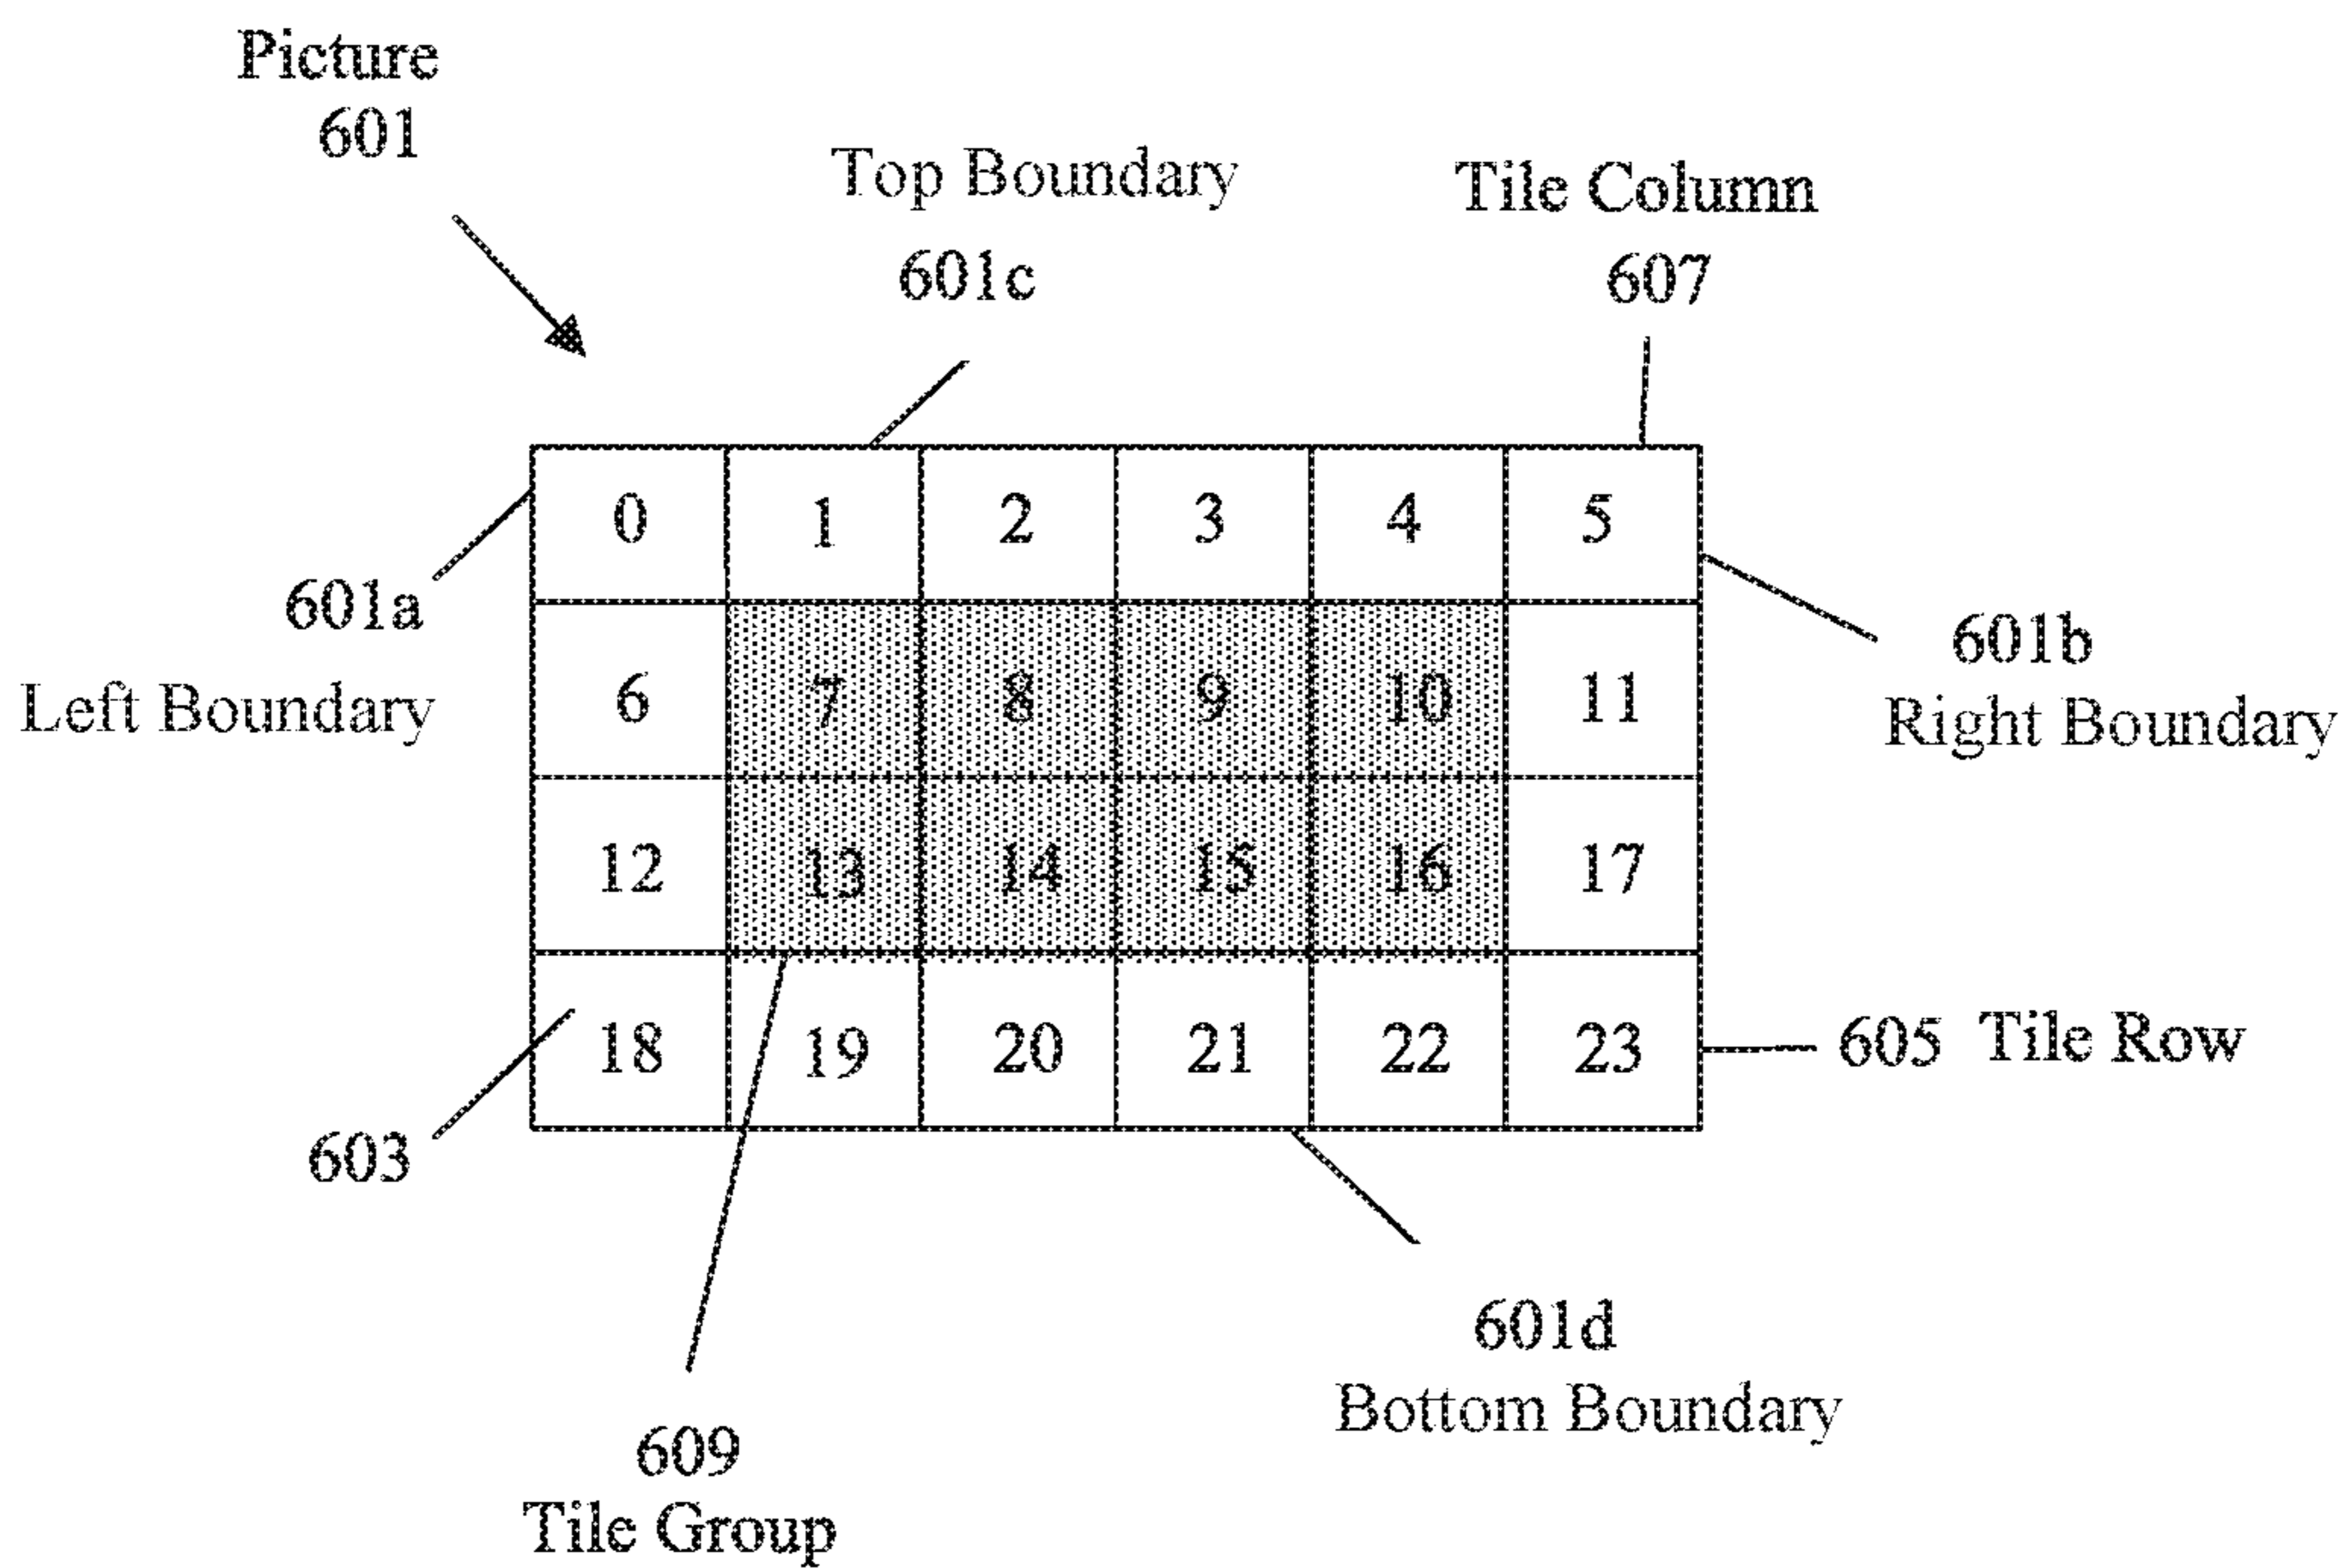 Picture
601
Top Boundary
601c
Tile Column
607
0 1 2 3 4 5
601a
Left Boundary
6 7 8 9 10 11
601b
Right Boundary
12 13 14 15 16 17
18 19 20 21 22 23
605 Tile Row
603
601d
Bottom Boundary
609
Tile Group